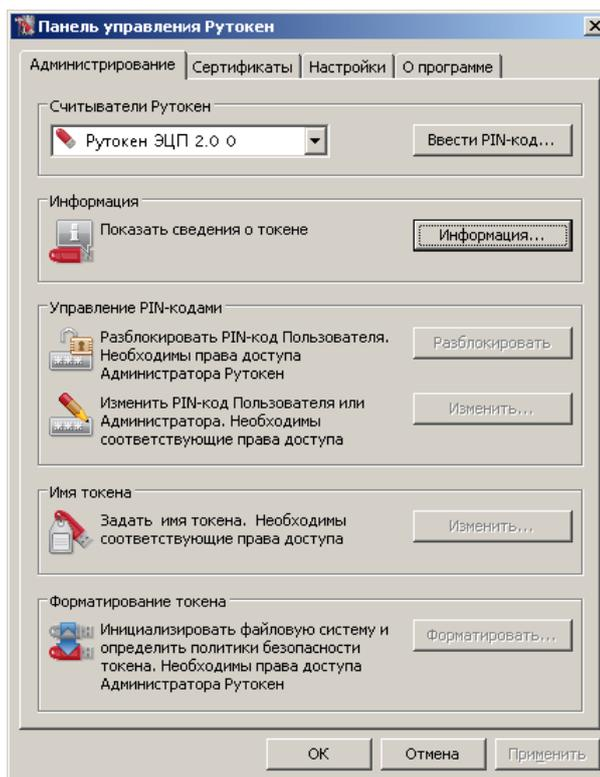 Панель управления Рутокен
Администрирование Сертификаты Настройки О программе
Считыватели Рутокен
Рутокен ЭЦП 2.0 0
Ввести PIN-код...
Информация
Показать сведения о токене
Информация...
Управление PIN-кодами
Разблокировать PIN-код Пользователя.
Необходимы права доступа
Администратора Рутокен
Разблокировать
Изменить PIN-код Пользователя или
Администратора. Необходимы
соответствующие права доступа
Изменить...
Имя токена
Задать имя токена. Необходимы
соответствующие права доступа
Изменить...
Форматирование токена
Инициализировать файловую систему и
определить политики безопасности
токена. Необходимы права доступа
Администратора Рутокен
Форматировать...
ОК Отмена Применить